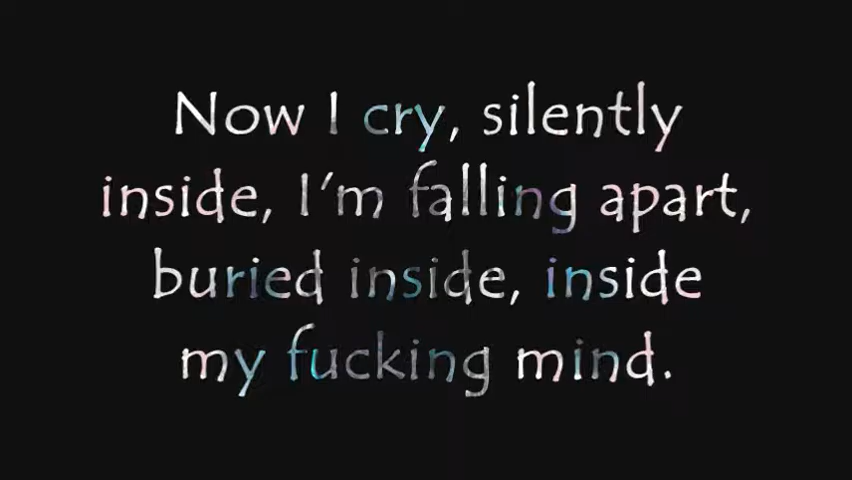 Now I cry, silently
inside, I'm falling apart,
buried inside, inside
my fucking mind.